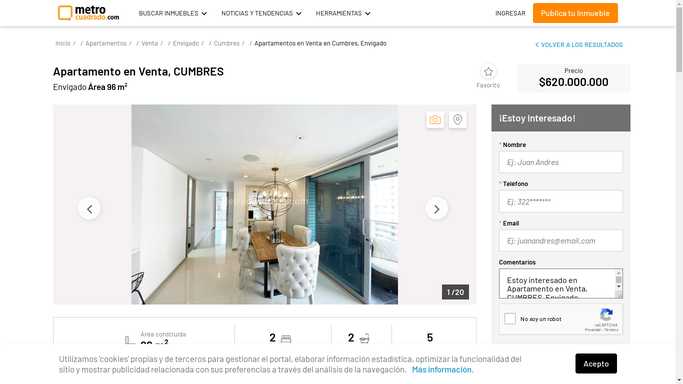 metro
cuadrado.com
BUSCAR INMUEBLES
NOTICIAS Y TENDENCIAS
HERRAMIENTAS
INGRESAR
Publica tu inmueble
Inicio / / Apartamentos / / Venta / / Envigado / / Cumbres / / Apartamentos en Venta en Cumbres, Envigado
VOLVER A LOS RESULTADOS
Apartamento en Venta, CUMBRES
Envigado Área 96 m²
Favorito
Precio
$620.000.000
1 / 20
¡Estoy Interesado!
* Nombre
Ej: Juan Andres
* Telefono
Ej: 322*******
* Email
Ej: juanandres@email.com
Comentarios
Estoy interesado en
Apartamento en Venta,
CUMBRES, Envigado
No soy un robot
reCAPTCHA
Privacidad - Términos
Área construida
96 m²
2
2
5
Utilizamos 'cookies' propias y de terceros para gestionar el portal, elaborar información estadística, optimizar la funcionalidad del
sitio y mostrar publicidad relacionada con sus preferencias a través del análisis de la navegación. Más información.
Acepto